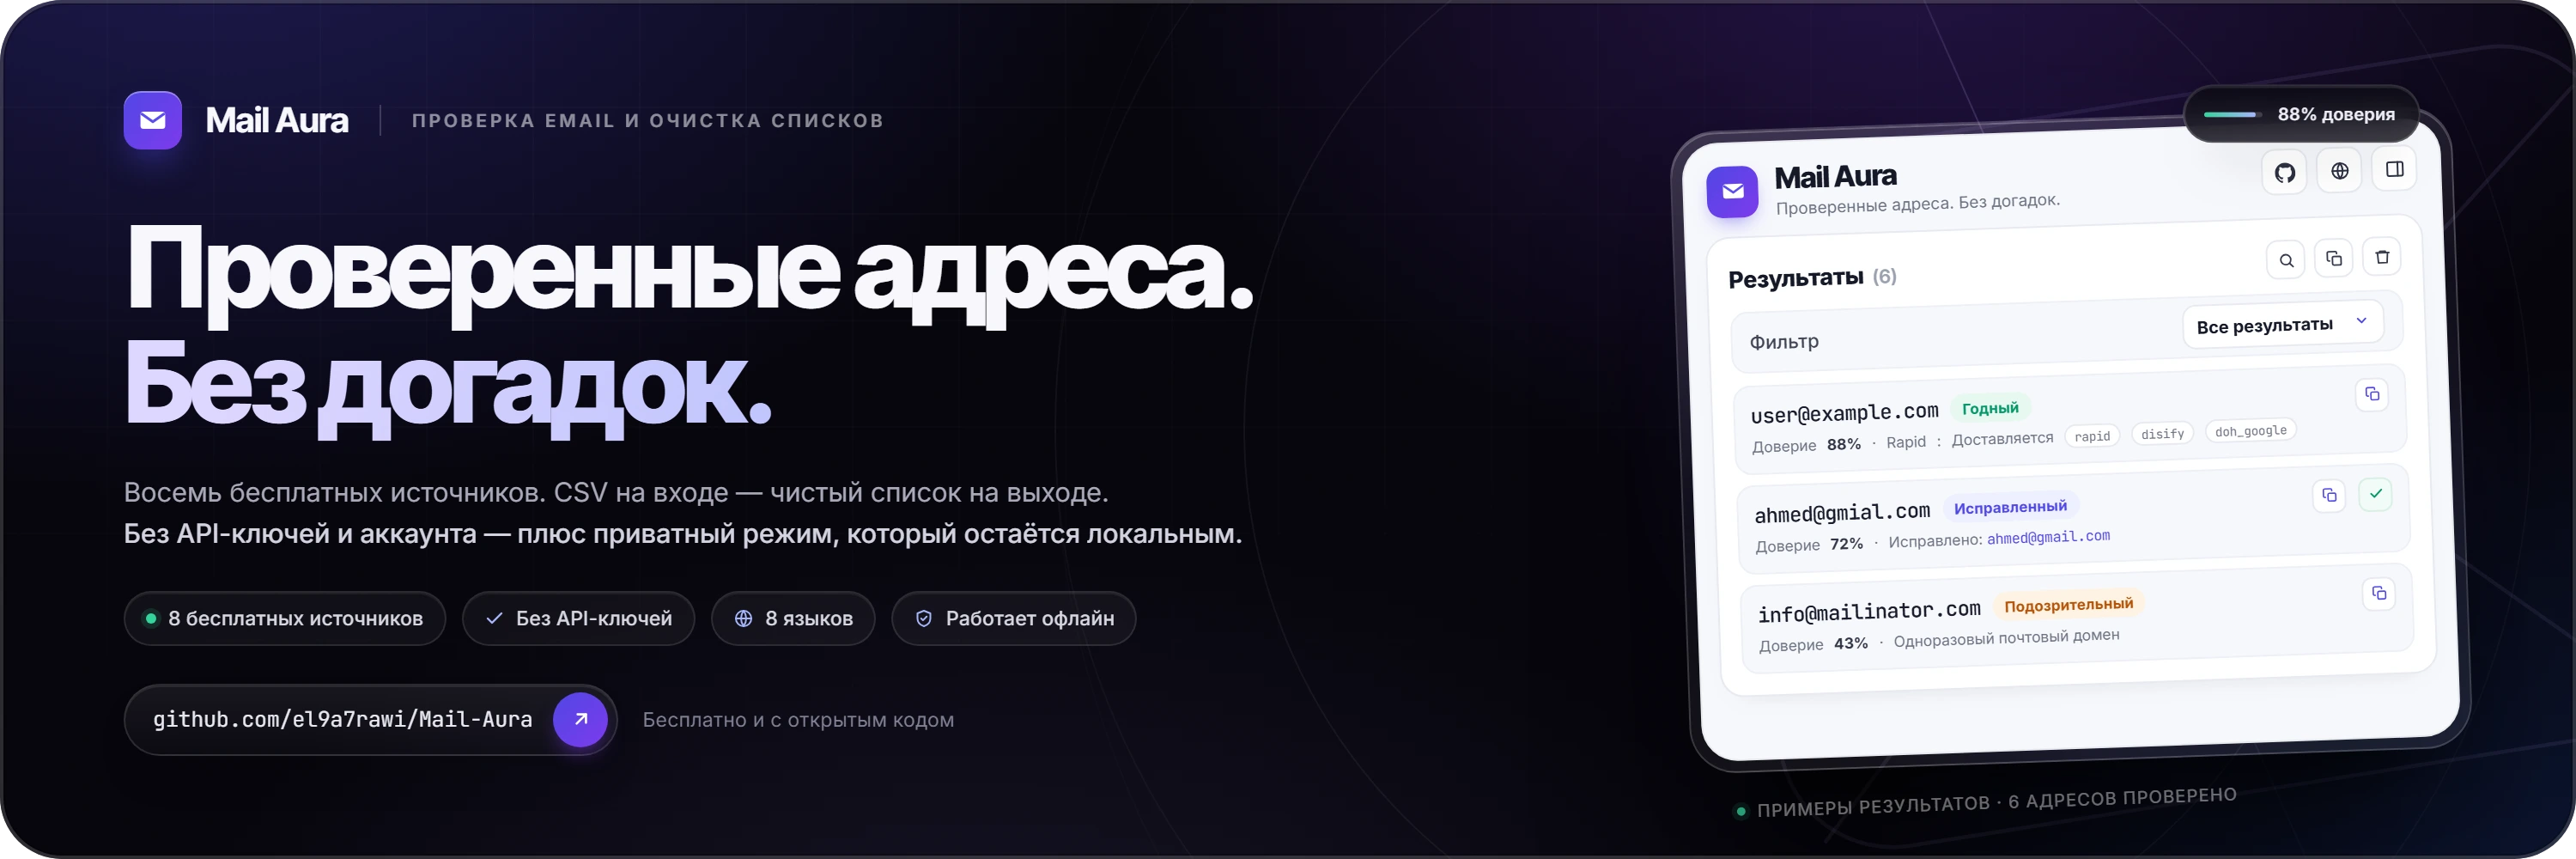 Mail Aura
ПРОВЕРКА EMAIL И ОЧИСТКА СПИСКОВ
Проверенные адреса.
Без догадок.
Восемь бесплатных источников. CSV на входе — чистый список на выходе.
Без API-ключей и аккаунта — плюс приватный режим, который остаётся локальным.
8 бесплатных источников
Без API-ключей
8 языков
Работает офлайн
github.com/el9a7rawi/Mail-Aura
Бесплатно и с открытым кодом
88% доверия
Mail Aura
Проверенные адреса. Без догадок.
Результаты (6)
Фильтр
Все результаты
user@example.com Годный
Доверие 88% · Rapid : Доставляется rapid disify doh_google
ahmed@gmial.com Исправленный
Доверие 72% · Исправлено: ahmed@gmail.com
info@mailinator.com Подозрительный
Доверие 43% · Одноразовый почтовый домен
ПРИМЕРЫ РЕЗУЛЬТАТОВ · 6 АДРЕСОВ ПРОВЕРЕНО